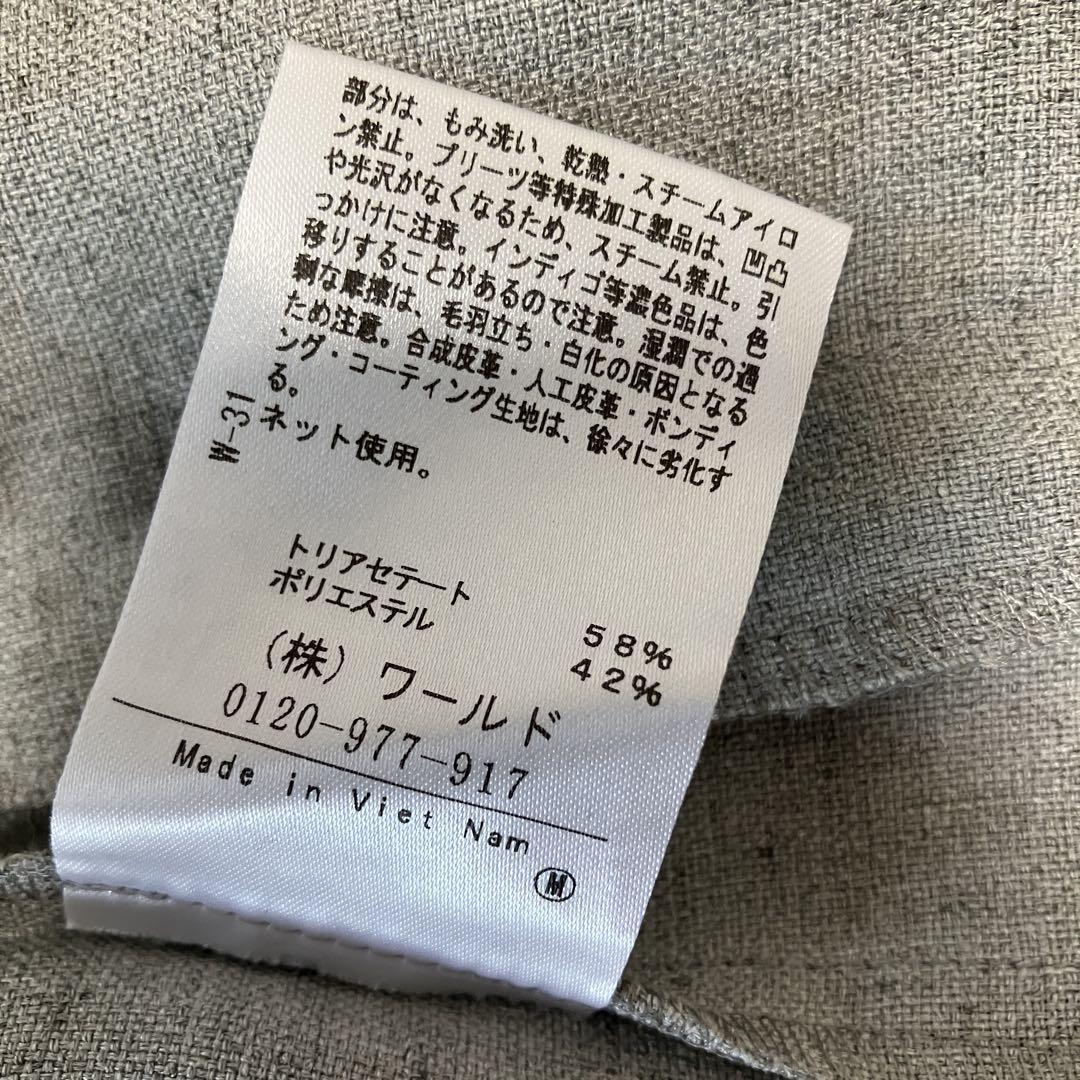 部分は、もみ洗い、乾熱・スチームアイロ
ン禁止。プリーツ等特殊加工製品は、凹凸
や光沢がなくなるため、スチーム禁止。引
っかけに注意。インディゴ等濃色品は、色
移りすることがあるので注意。湿潤での過
剰な摩擦は、毛羽立ち・白化の原因となる
ため注意。合成皮革・人工皮革・ボンディ
ング・コーティング生地は、徐々に劣化す
る。
ネット使用。
W-31
トリアセテート 58%
ポリエステル 42%
(株) ワールド
0120-977-917
Made in Viet Nam
M